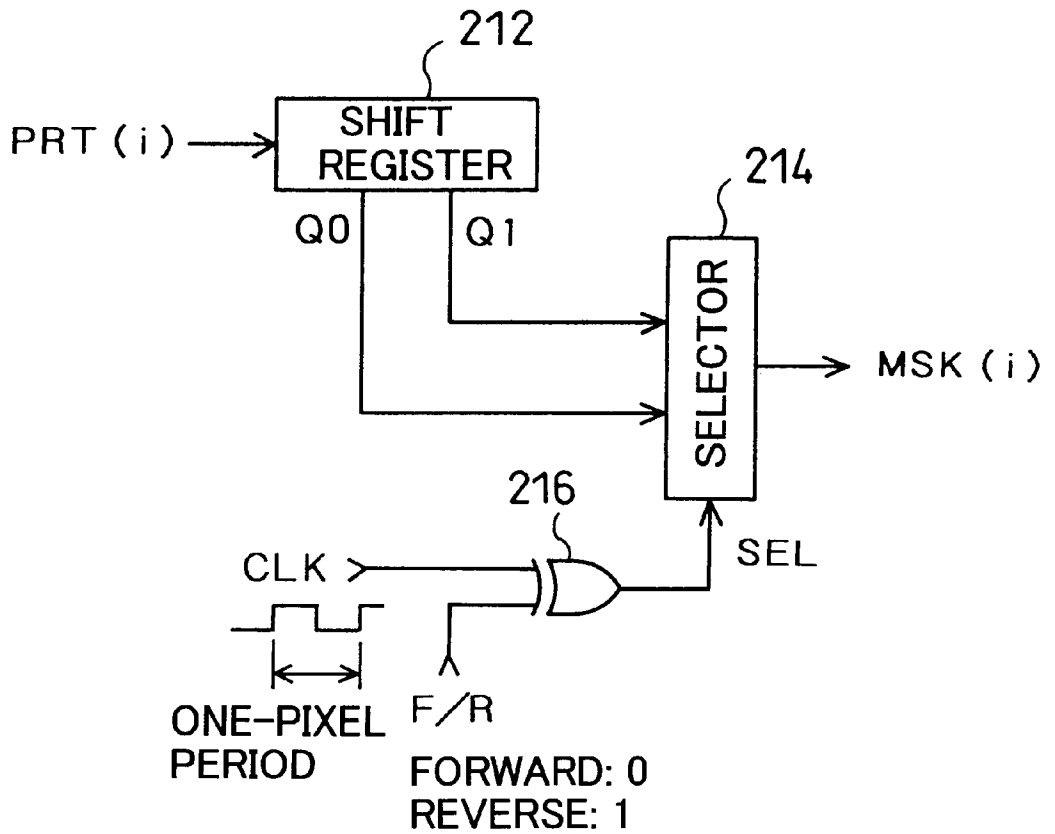 212
PRT (i)
SHIFT
REGISTER
214
Q0
Q1
SELECTOR
MSK (i)
216
CLK
SEL
F/R
ONE-PIXEL
PERIOD
FORWARD: 0
REVERSE: 1